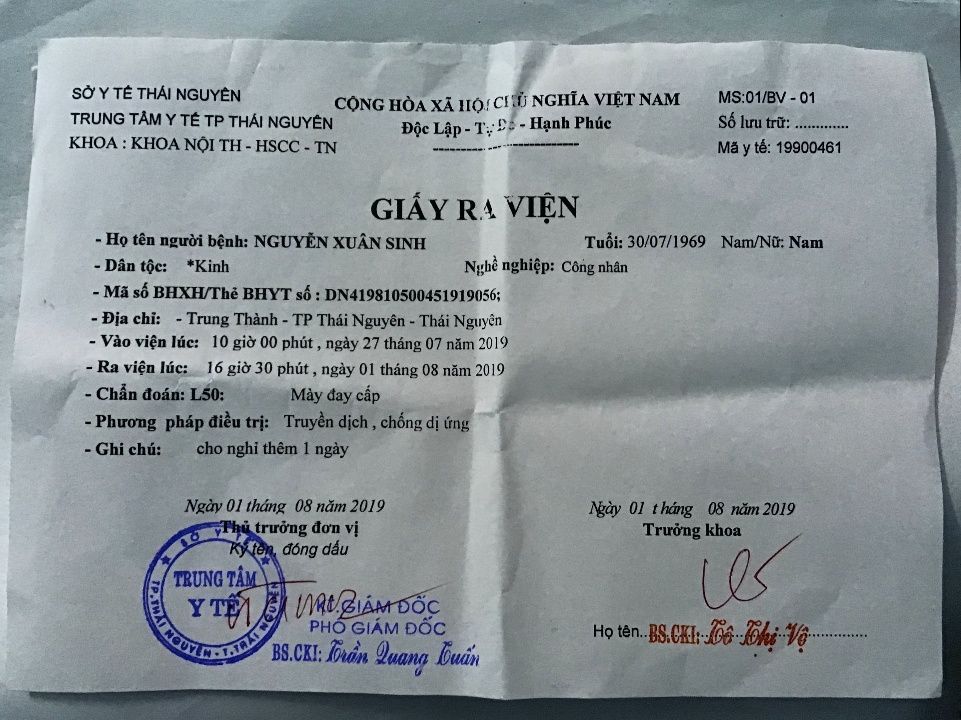 SỞ Y TẾ THÁI NGUYÊN
TRUNG TÂM Y TẾ TP THÁI NGUYÊN
KHOA : KHOA NỘI TH - HSCC - TN
CỘNG HÒA XÃ HỘI CHỦ NGHĨA VIỆT NAM
Độc Lập - Tự Do - Hạnh Phúc
MS:01/BV - 01
Số lưu trữ: .............
Mã y tế: 19900461
GIẤY RA VIỆN
- Họ tên người bệnh: NGUYỄN XUÂN SINH Tuổi: 30/07/1969 Nam/Nữ: Nam
- Dân tộc: *Kinh Nghề nghiệp: Công nhân
- Mã số BHXH/Thẻ BHYT số : DN419810500451919056;
- Địa chỉ: - Trung Thành - TP Thái Nguyên - Thái Nguyên
- Vào viện lúc: 10 giờ 00 phút , ngày 27 tháng 07 năm 2019
- Ra viện lúc: 16 giờ 30 phút , ngày 01 tháng 08 năm 2019
- Chẩn đoán: L50: Mày đay cấp
- Phương pháp điều trị: Truyền dịch , chống dị ứng
- Ghi chú: cho nghỉ thêm 1 ngày
Ngày 01 tháng 08 năm 2019
Thủ trưởng đơn vị
Ký tên, đóng dấu
SỞ Y TẾ
TRUNG TÂM
Y TẾ
TP.THÁI NGUYÊN - T.THÁI NGUYÊN
KT.GIÁM ĐỐC
PHÓ GIÁM ĐỐC
BS.CKI: Trần Quang Tuấn
Ngày 01 tháng 08 năm 2019
Trưởng khoa
Họ tên..BS.CKI: Tô Thị Vộ..............